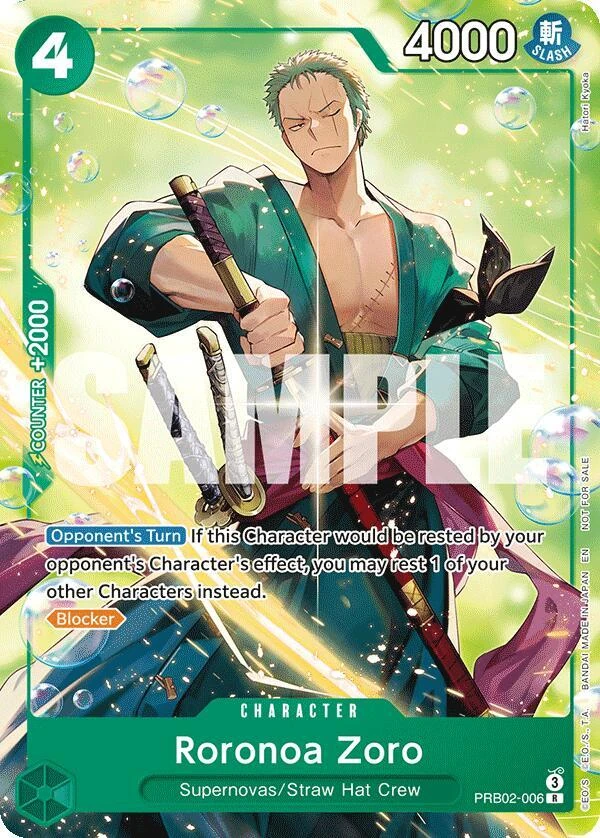 4
4000
斬
SLASH
Hatori Kyoka
COUNTER +2000
SAMPLE
Opponent's Turn If this Character would be rested by your
opponent's Character's effect, you may rest 1 of your
other Characters instead.
Blocker
CHARACTER
Roronoa Zoro
Supernovas/Straw Hat Crew
3
PRB02-006 R
©E.O/S ©E.O./S.,T.A. BANDAI MADE IN JAPAN EN NOT FOR SALE